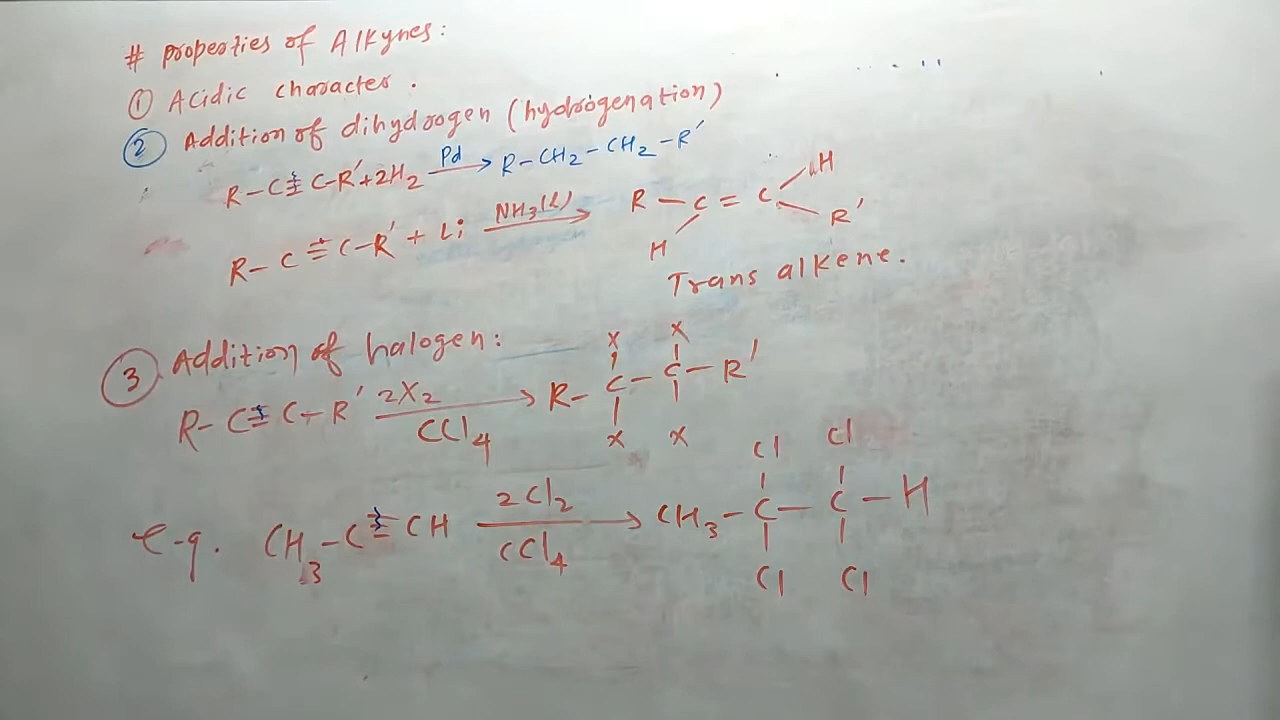 # Properties of Alkynes:
① Acidic character.
② Addition of dihydrogen (hydrogenation)
R-C≡C-R'+2H2 Pd→ R-CH2-CH2-R'
R-C≡C-R' + Li NH3(l)→ R-C=C H
H R'
Trans alkene.
③ Addition of halogen:
X X
R-C≡C-R' 2X2→ CCl4 R-C-C-R'
X X
Cl Cl
e.g. CH3-C≡CH 2Cl2→ CCl4 CH3-C-C-H
Cl Cl